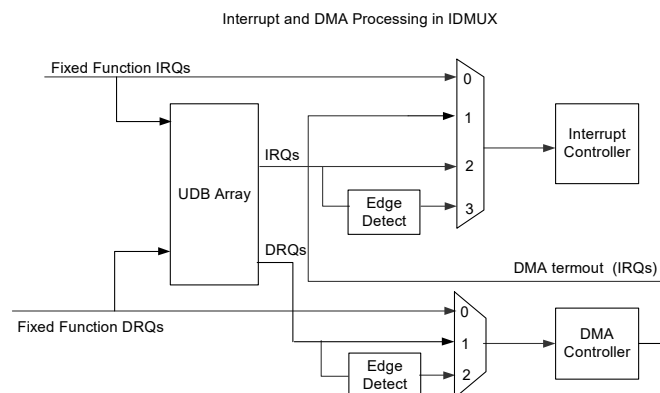 Interrupt and DMA Processing in IDMUX
Fixed Function IRQs
0
1
Interrupt
Controller
IRQs
2
UDB Array
Edge
Detect
3
DRQs
DMA termout (IRQs)
0
Fixed Function DRQs
1
DMA
Controller
Edge
Detect
2